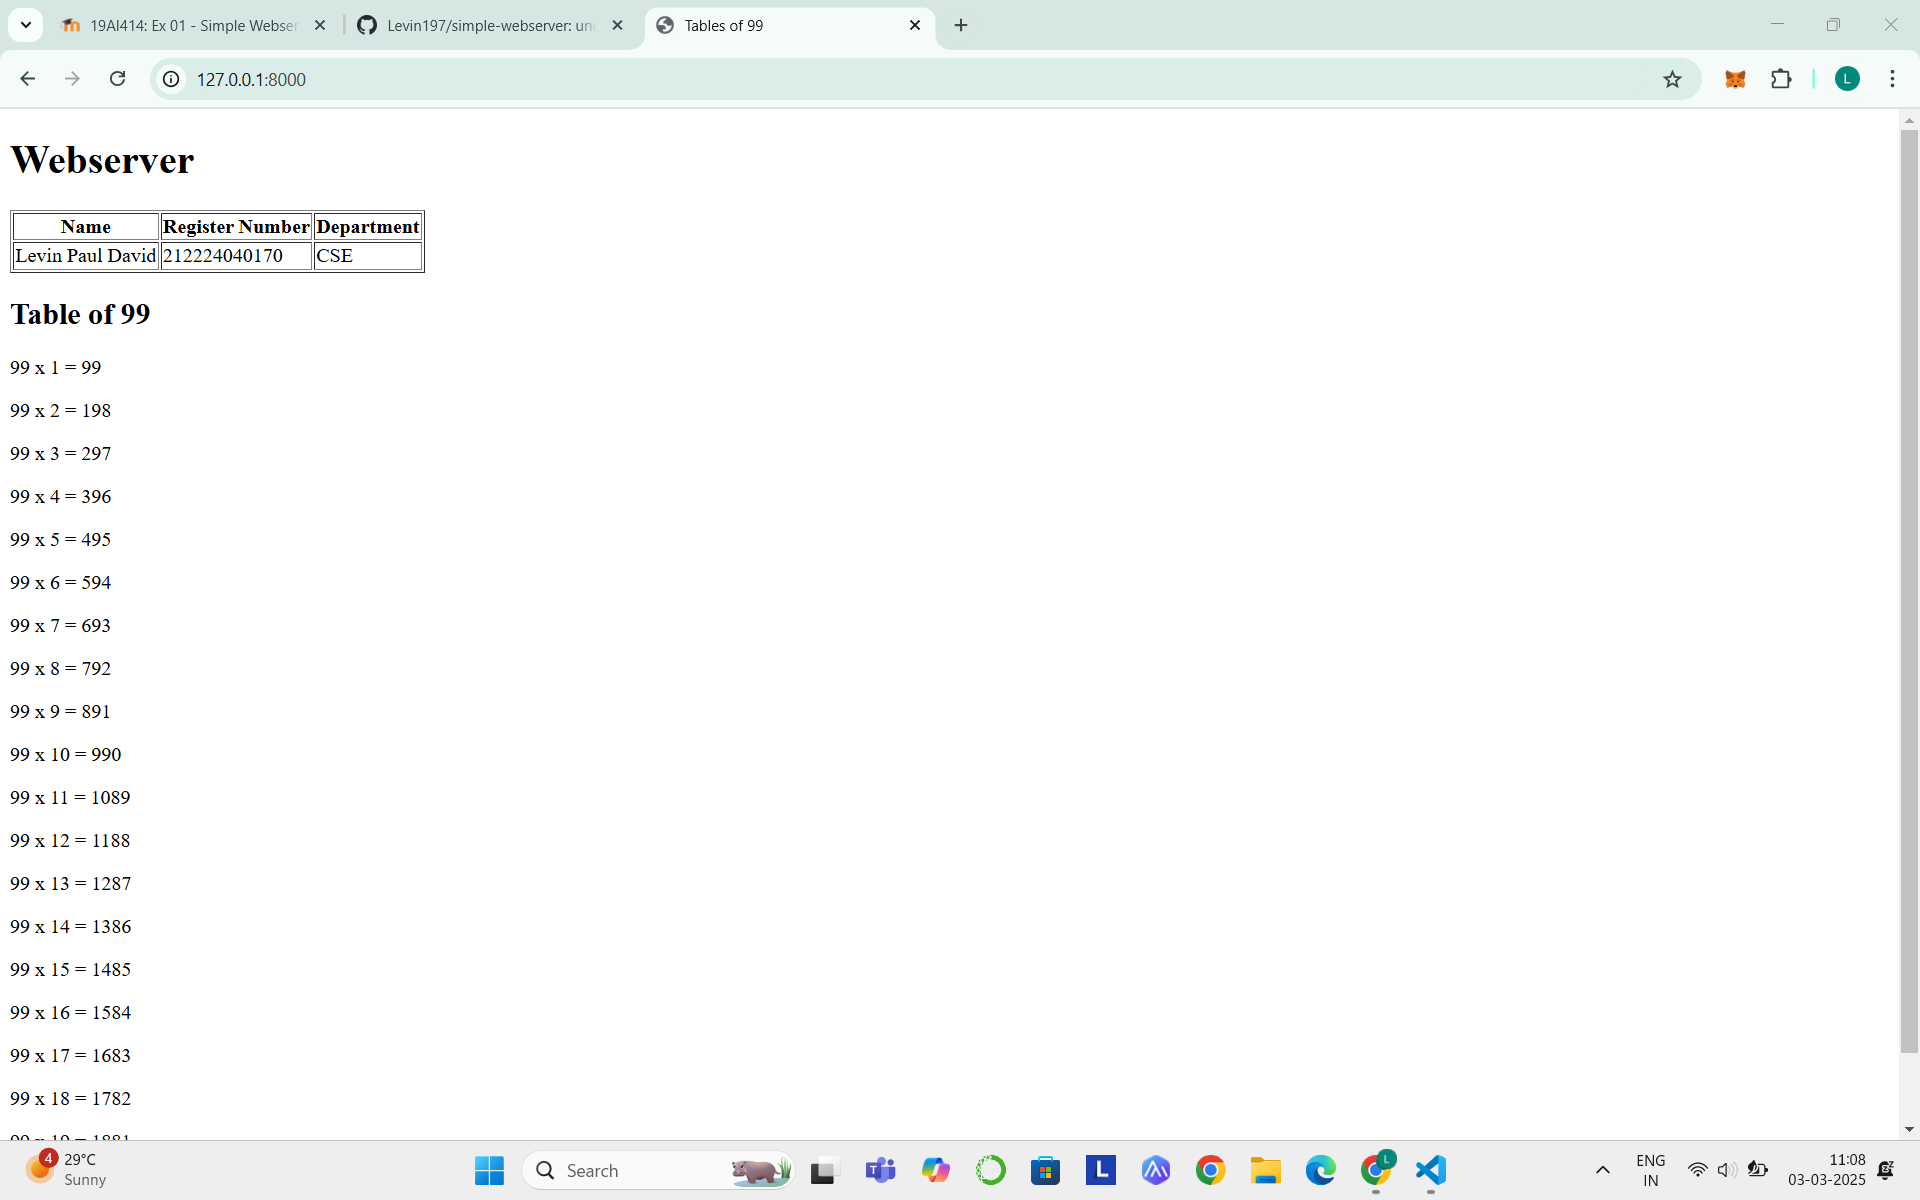 19AI414: Ex 01 - Simple Webser
Levin197/simple-webserver: und
Tables of 99
127.0.0.1:8000
L
Webserver
Name Register Number Department
Levin Paul David 212224040170 CSE
Table of 99
99 x 1 = 99
99 x 2 = 198
99 x 3 = 297
99 x 4 = 396
99 x 5 = 495
99 x 6 = 594
99 x 7 = 693
99 x 8 = 792
99 x 9 = 891
99 x 10 = 990
99 x 11 = 1089
99 x 12 = 1188
99 x 13 = 1287
99 x 14 = 1386
99 x 15 = 1485
99 x 16 = 1584
99 x 17 = 1683
99 x 18 = 1782
99 x 19 = 1881
4 29°C
Sunny
Search
L
L
ENG
IN
11:08
03-03-2025